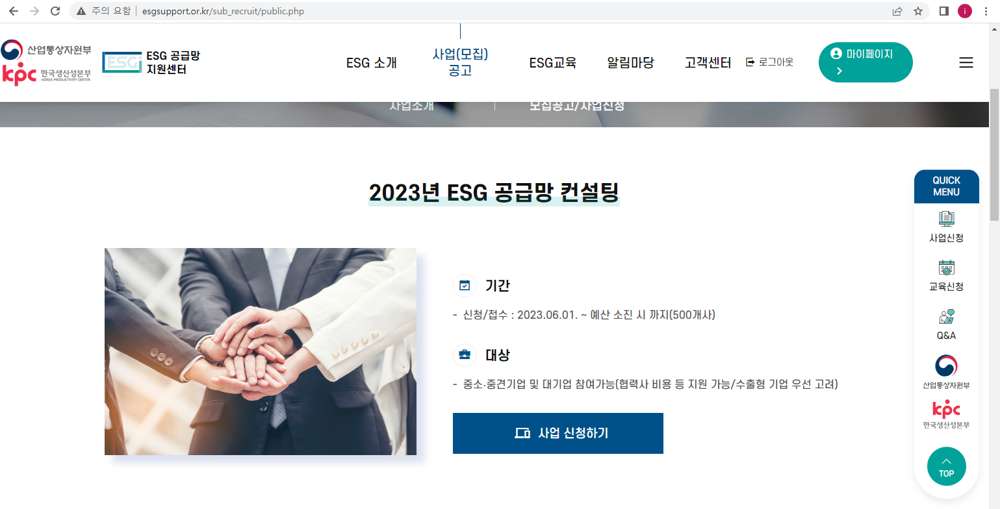 주의 요함
esgsupport.or.kr/sub_recruit/public.php
i
산업통상자원부
kpc 한국생산성본부
KOREA PRODUCTIVITY CENTER
ESG
ESG 공급망
지원센터
ESG 소개
사업(모집)
공고
ESG교육
알림마당
고객센터
로그아웃
마이페이지
사업소개
모집공고/사업신청
2023년 ESG 공급망 컨설팅
기간
- 신청/접수 : 2023.06.01. ~ 예산 소진 시 까지(500개사)
대상
- 중소·중견기업 및 대기업 참여가능(협력사 비용 등 지원 가능/수출형 기업 우선 고려)
사업 신청하기
QUICK
MENU
사업신청
교육신청
Q&A
산업통상자원부
kpc
한국생산성본부
TOP